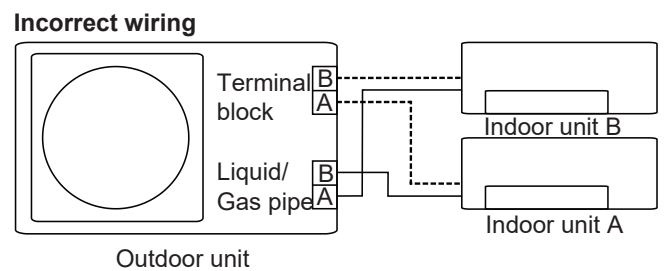 Incorrect wiring
Terminal
block
B
A
Liquid/
Gas pipe
B
A
Outdoor unit
Indoor unit B
Indoor unit A